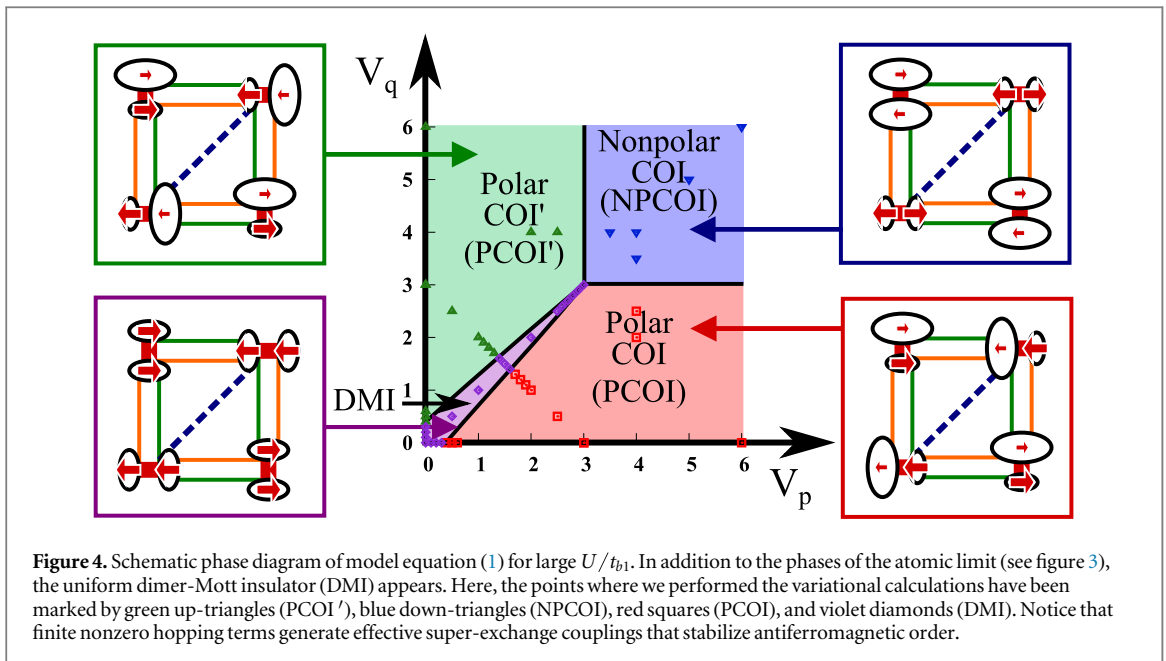 V_q
6
5
4
3
2
1
0
0 1 2 3 4 5 6
V_p
Polar
COI'
(PCOI')
Nonpolar
COI
(NPCOI)
Polar
COI
(PCOI)
DMI
Figure 4. Schematic phase diagram of model equation (1) for large U/t_{b1}. In addition to the phases of the atomic limit (see figure 3),
the uniform dimer-Mott insulator (DMI) appears. Here, the points where we performed the variational calculations have been
marked by green up-triangles (PCOI′), blue down-triangles (NPCOI), red squares (PCOI), and violet diamonds (DMI). Notice that
finite nonzero hopping terms generate effective super-exchange couplings that stabilize antiferromagnetic order.